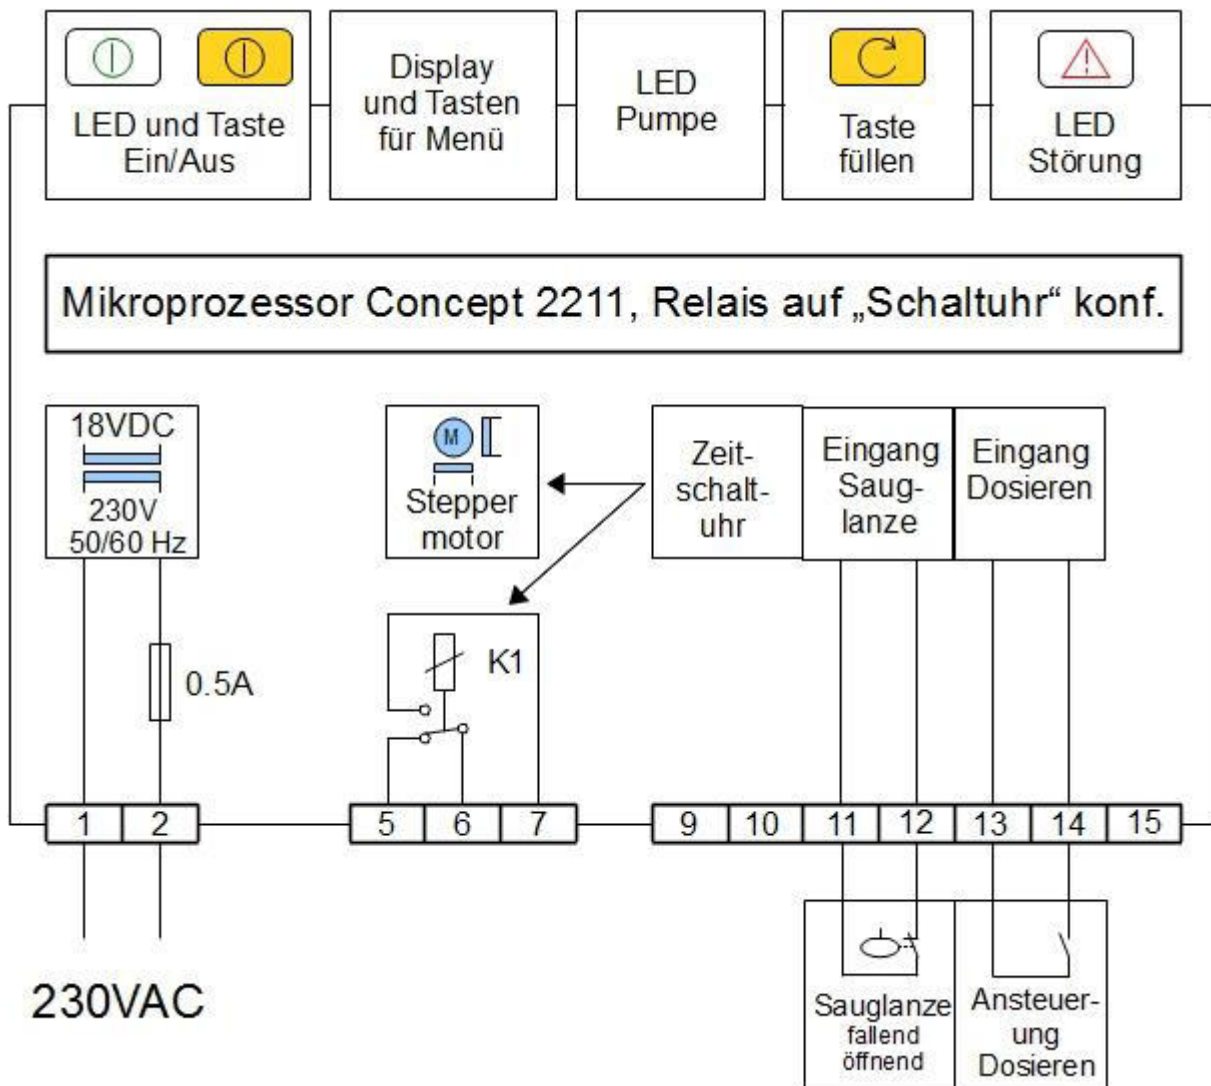 LED und Taste
Ein/Aus
Display
und Tasten
für Menü
LED
Pumpe
Taste
füllen
LED
Störung
Mikroprozessor Concept 2211, Relais auf „Schaltuhr“ konf.
18VDC
230V
50/60 Hz
M
Stepper
motor
Zeit-
schalt-
uhr
Eingang
Saug-
lanze
Eingang
Dosieren
0.5A
K1
1 2
5 6 7
9 10 11 12 13 14 15
230VAC
Sauglanze
fallend
öffnend
Ansteuer-
ung
Dosieren